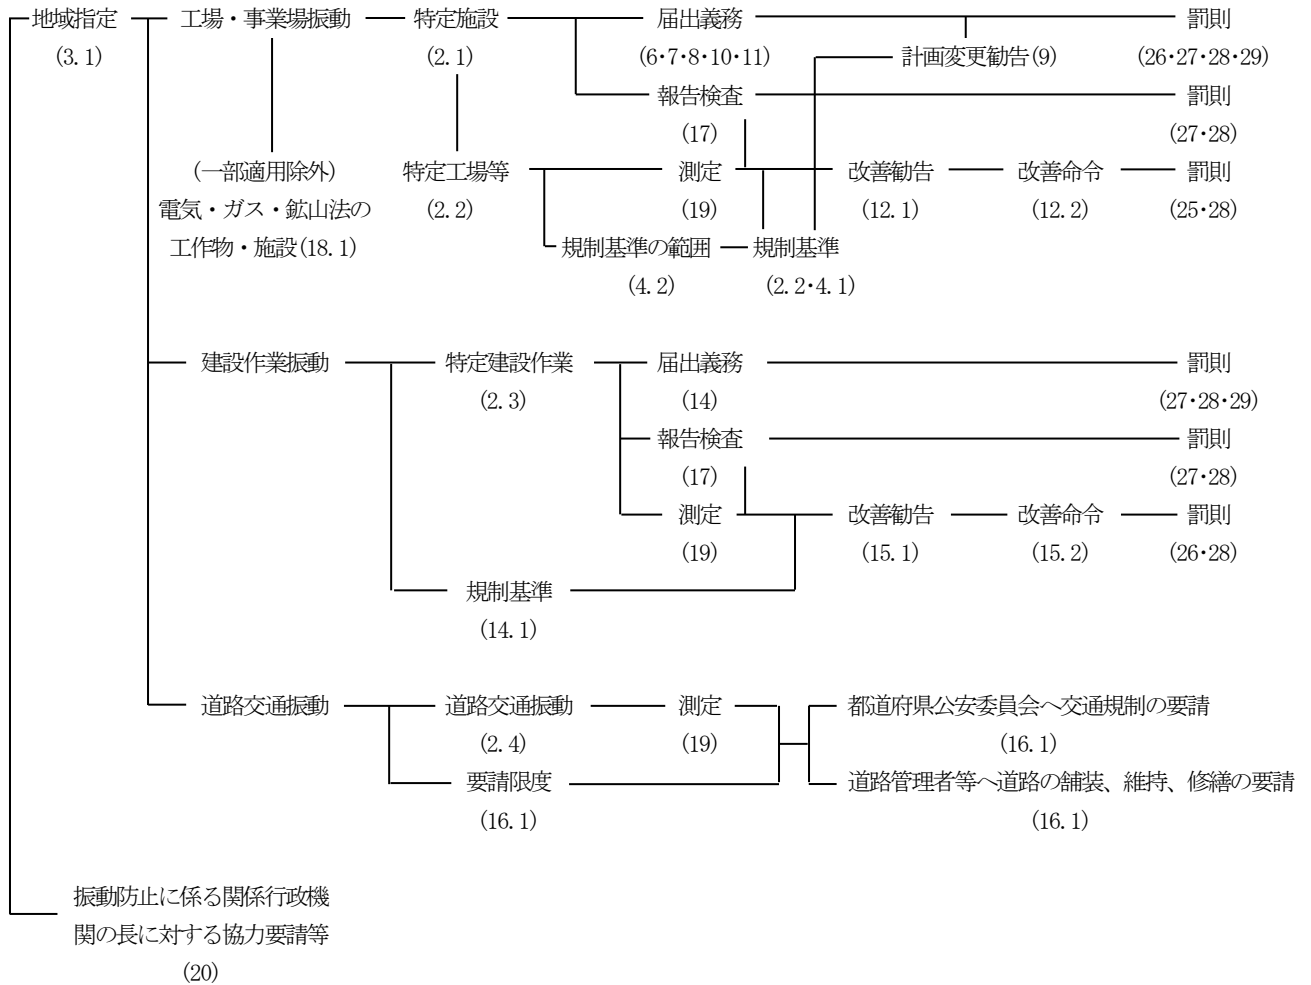 地域指定 工場・事業場振動 特定施設 届出義務 罰則
(3.1) (2.1) (6・7・8・10・11) 計画変更勧告(9) (26・27・28・29)
報告検査 罰則
(17) (27・28)
(一部適用除外) 特定工場等 測定 改善勧告 改善命令 罰則
電気・ガス・鉱山法の (2.2) (19) (12.1) (12.2) (25・28)
工作物・施設(18.1) 規制基準の範囲 規制基準
(4.2) (2.2・4.1)
建設作業振動 特定建設作業 届出義務 罰則
(2.3) (14) (27・28・29)
報告検査 罰則
(17) (27・28)
測定 改善勧告 改善命令 罰則
(19) (15.1) (15.2) (26・28)
規制基準
(14.1)
道路交通振動 道路交通振動 測定 都道府県公安委員会へ交通規制の要請
(2.4) (19) (16.1)
要請限度 道路管理者等へ道路の舗装、維持、修繕の要請
(16.1) (16.1)
振動防止に係る関係行政機
関の長に対する協力要請等
(20)